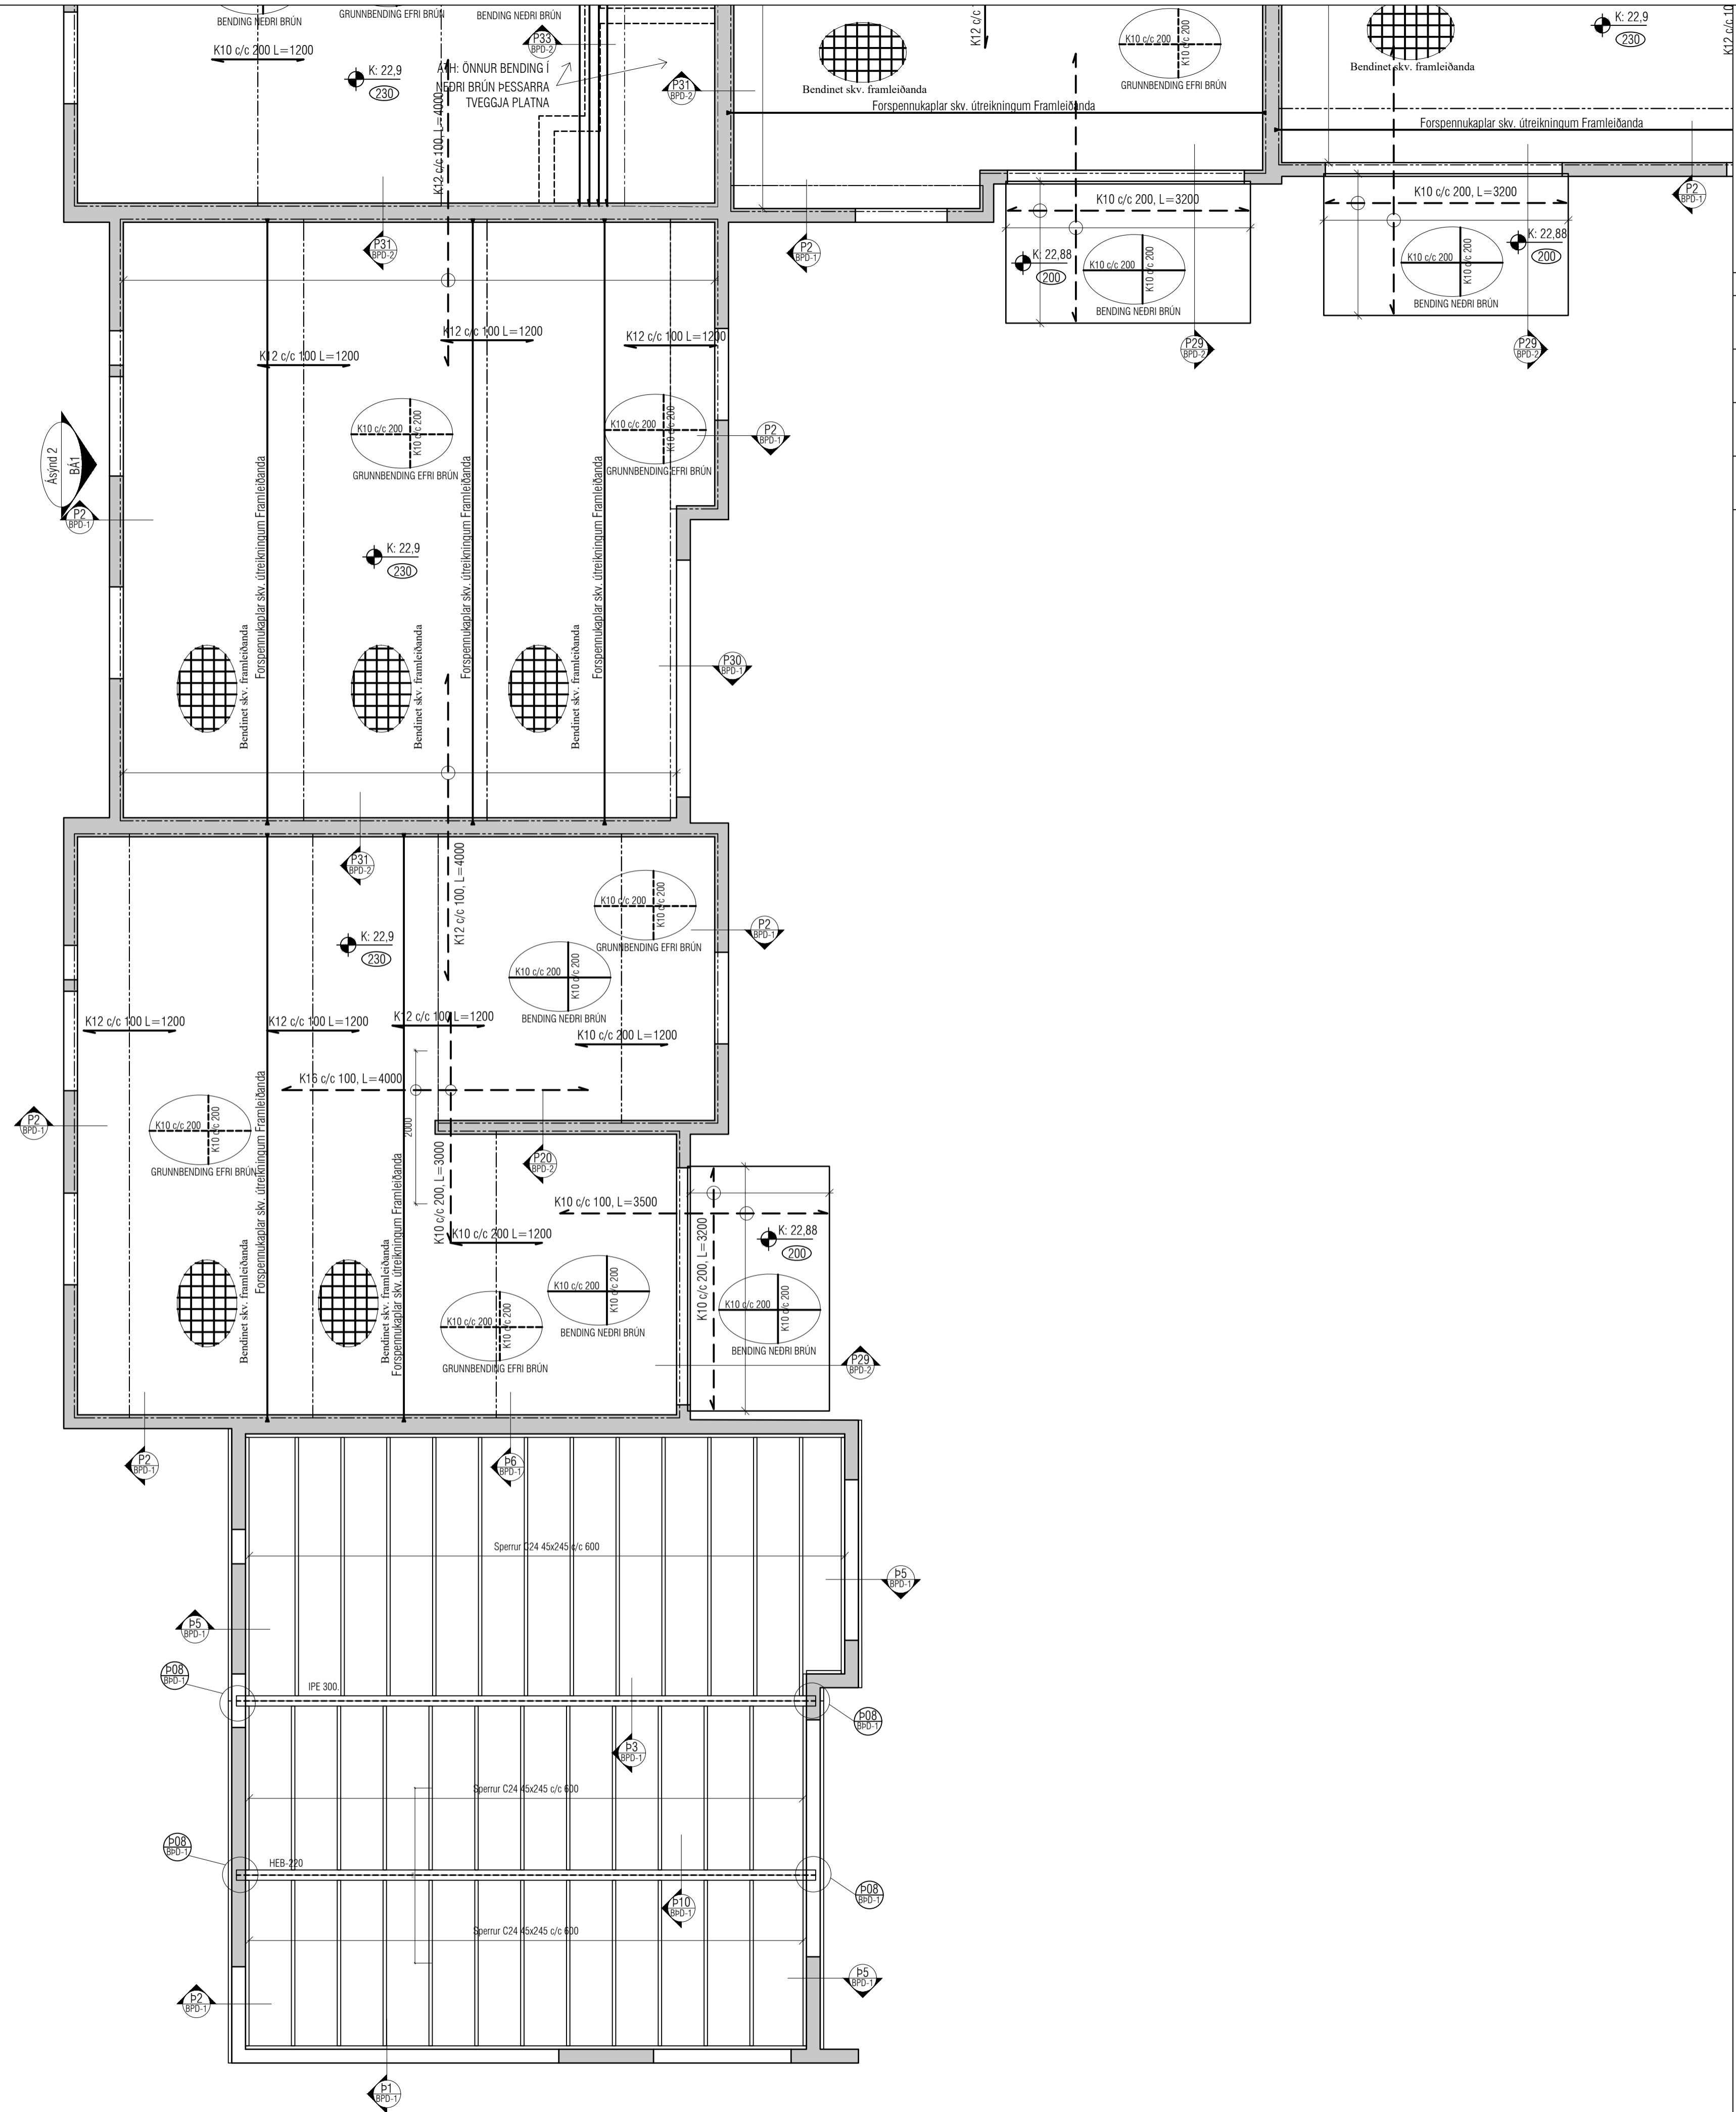 BENDING NEÐRI BRÚN
GRUNNBENDING EFRI BRÚN
BENDING NEÐRI BRÚN
K10 c/c 200 L=1200
K: 22,9
230
P33
BPD-2
ATH: ÖNNUR BENDING Í
NEÐRI BRÚN ÞESSARRA
TVEGGJA PLATNA
P31
BPD-2
K12 c/c 100, L=4000
K12 c/c
Bendinet skv. framleiðanda
K10 c/c 200
K10 c/c 200
GRUNNBENDING EFRI BRÚN
Forspennukaplar skv. útreikningum Framleiðanda
Bendinet skv. framleiðanda
K: 22,9
230
K12 c/c 10
Forspennukaplar skv. útreikningum Framleiðanda
P31
BPD-2
P2
BPD-1
K10 c/c 200, L=3200
K: 22,88
200
K10 c/c 200
K10 c/c 200
BENDING NEÐRI BRÚN
P29
BPD-2
K10 c/c 200, L=3200
K: 22,88
200
K10 c/c 200
K10 c/c 200
BENDING NEÐRI BRÚN
P29
BPD-2
P2
BPD-1
K12 c/c 100 L=1200
K12 c/c 100 L=1200
K12 c/c 100 L=1200
K10 c/c 200
K10 c/c 200
GRUNNBENDING EFRI BRÚN
K10 c/c 200
K10 c/c 200
GRUNNBENDING EFRI BRÚN
P2
BPD-1
Ásýnd 2
BÁ1
P2
BPD-1
K: 22,9
230
Forspennukaplar skv. útreikningum Framleiðanda
Forspennukaplar skv. útreikningum Framleiðanda
Forspennukaplar skv. útreikningum Framleiðanda
Bendinet skv. framleiðanda
Bendinet skv. framleiðanda
Bendinet skv. framleiðanda
P30
BPD-1
P31
BPD-2
K12 c/c 100, L=4000
K10 c/c 200
K10 c/c 200
GRUNNBENDING EFRI BRÚN
P2
BPD-1
K: 22,9
230
K10 c/c 200
K10 c/c 200
BENDING NEÐRI BRÚN
K12 c/c 100 L=1200
K12 c/c 100 L=1200
K12 c/c 100 L=1200
K10 c/c 200 L=1200
K16 c/c 100, L=4000
2000
P2
BPD-1
K10 c/c 200
K10 c/c 200
GRUNNBENDING EFRI BRÚN
Forspennukaplar skv. útreikningum Framleiðanda
Forspennukaplar skv. útreikningum Framleiðanda
K10 c/c 200, L=3000
P20
BPD-2
K10 c/c 100, L=3500
K10 c/c 200 L=1200
K10 c/c 200, L=3200
K: 22,88
200
Bendinet skv. framleiðanda
Bendinet skv. framleiðanda
K10 c/c 200
K10 c/c 200
BENDING NEÐRI BRÚN
K10 c/c 200
K10 c/c 200
GRUNNBENDING EFRI BRÚN
K10 c/c 200
K10 c/c 200
BENDING NEÐRI BRÚN
P29
BPD-2
P2
BPD-1
Þ6
BPD-1
Sperrur C24 45x245 c/c 600
Þ5
BPD-1
Þ5
BPD-1
Þ08
BÞD-1
IPE 300.
Þ08
BÞD-1
Þ3
BPD-1
Sperrur C24 45x245 c/c 600
Þ08
BÞD-1
HEB-220
Þ08
BÞD-1
Þ10
BÞD-1
Sperrur C24 45x245 c/c 600
Þ5
BPD-1
Þ2
BPD-1
Þ1
BPD-1